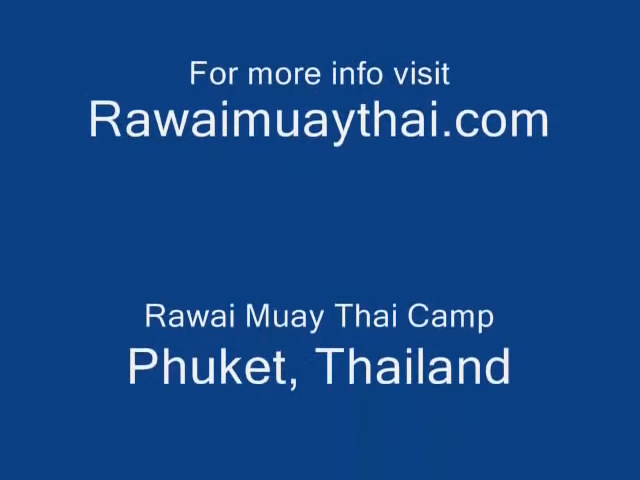 For more info visit
Rawaimuaythai.com
Rawai Muay Thai Camp
Phuket, Thailand